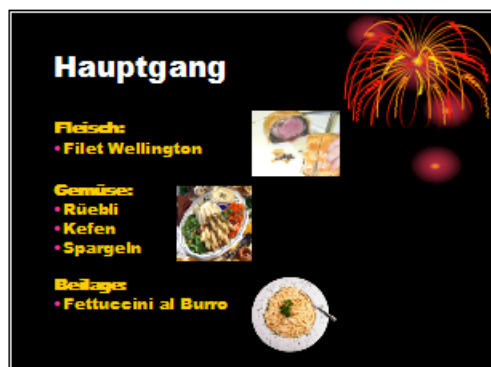 Hauptgang
Fleisch:
• Filet Wellington
Gemüse:
• Rüebli
• Kefen
• Spargeln
Beilage:
• Fettuccini al Burro